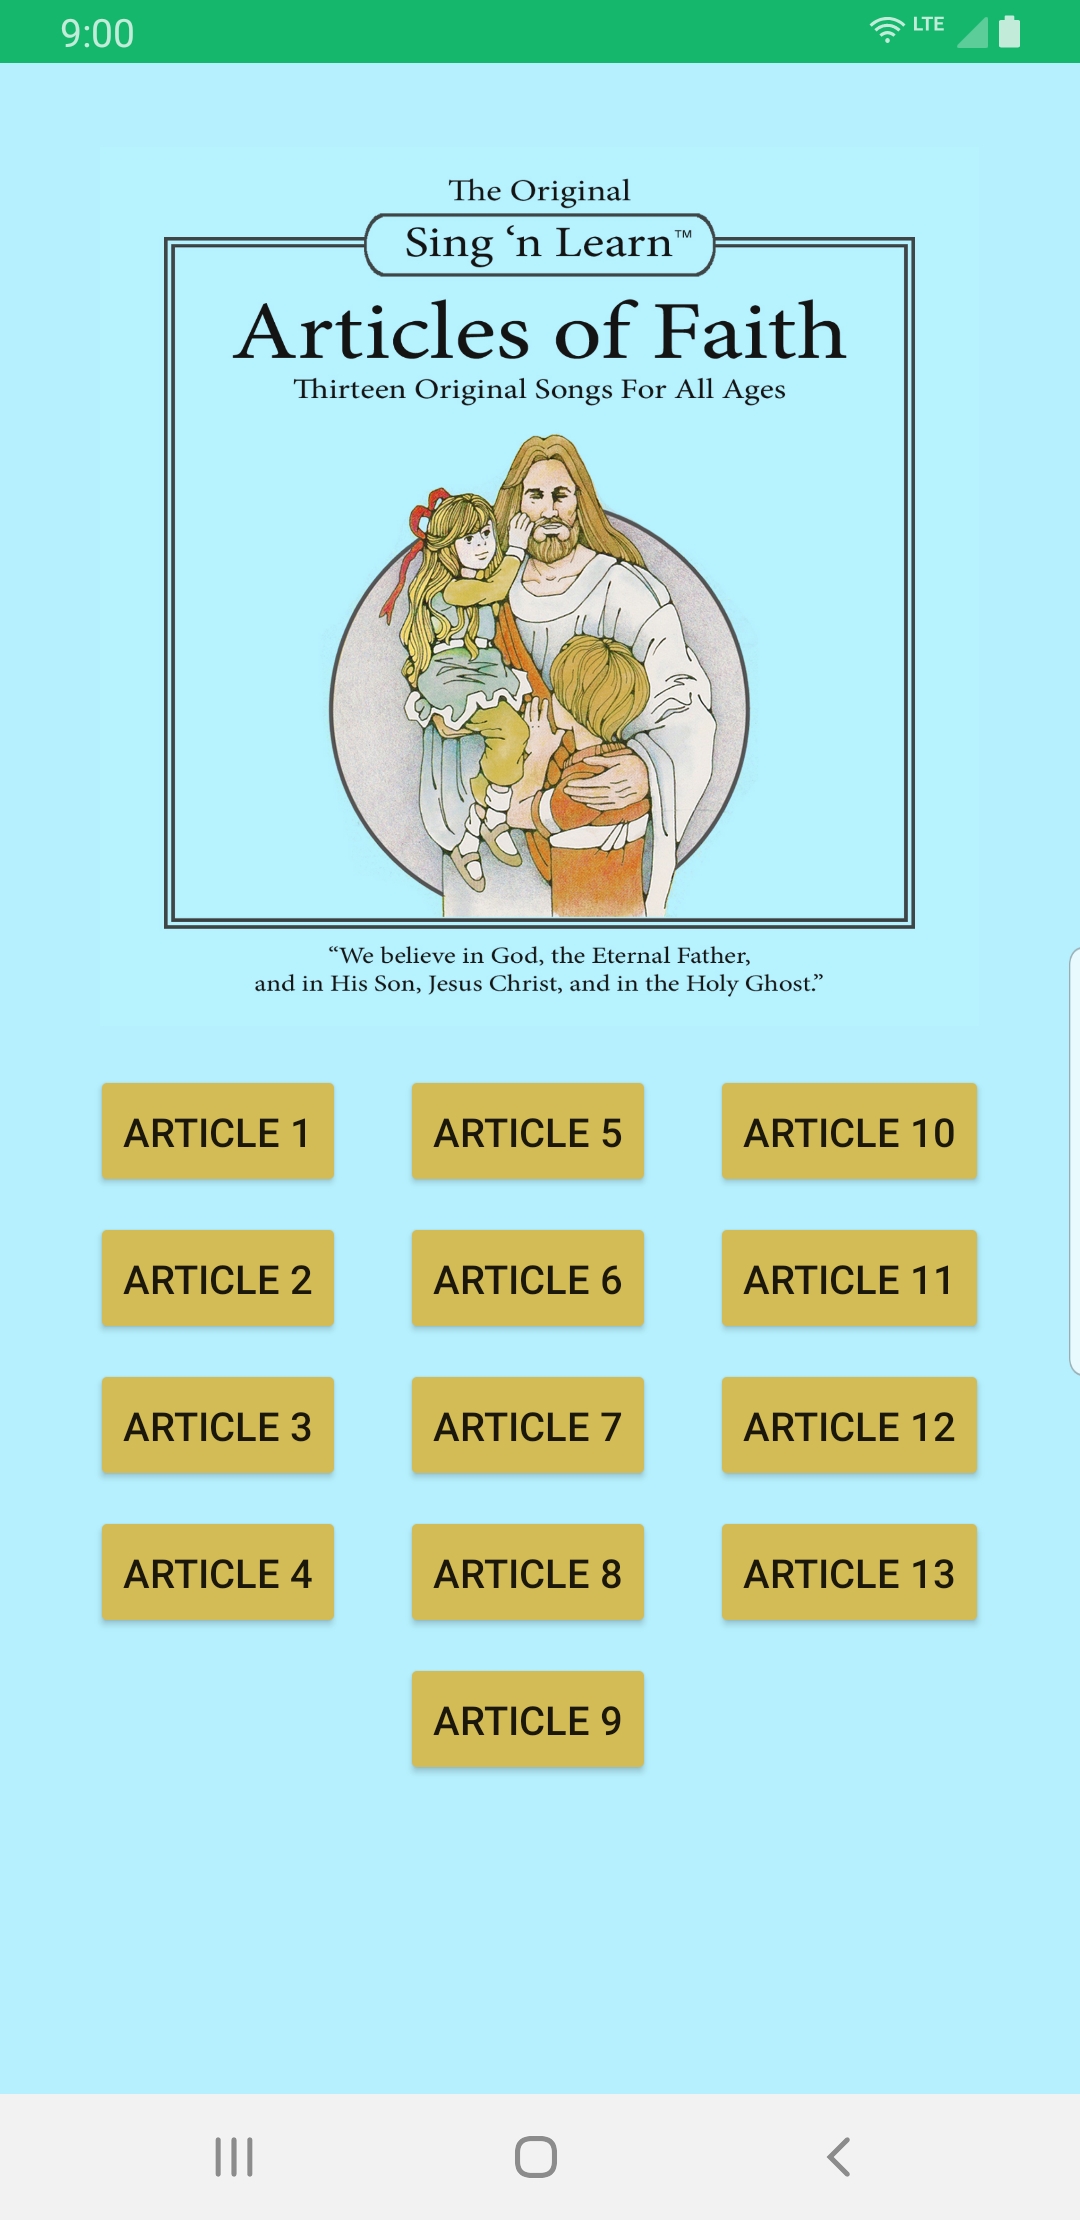 9:00
LTE
The Original
Sing ‘n Learn™
Articles of Faith
Thirteen Original Songs For All Ages
“We believe in God, the Eternal Father,
and in His Son, Jesus Christ, and in the Holy Ghost.”
ARTICLE 1
ARTICLE 5
ARTICLE 10
ARTICLE 2
ARTICLE 6
ARTICLE 11
ARTICLE 3
ARTICLE 7
ARTICLE 12
ARTICLE 4
ARTICLE 8
ARTICLE 13
ARTICLE 9